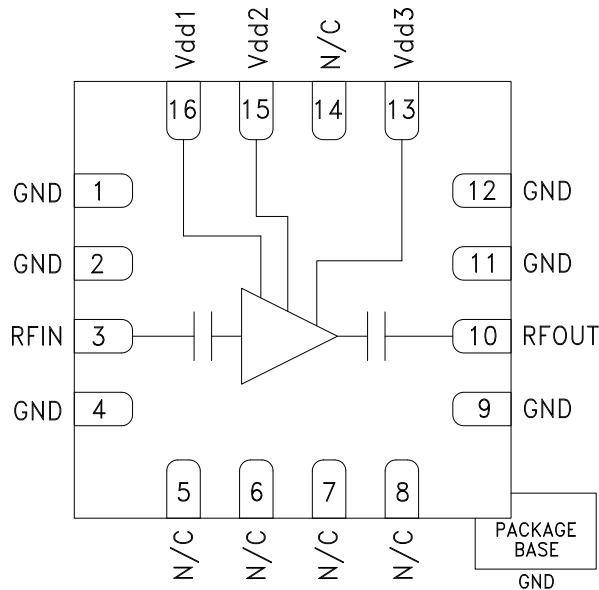 Vdd1
Vdd2
N/C
Vdd3
16
15
14
13
GND
1
12
GND
GND
2
11
GND
RFIN
3
10
RFOUT
GND
4
9
GND
5
6
7
8
N/C
N/C
N/C
N/C
PACKAGE
BASE
GND